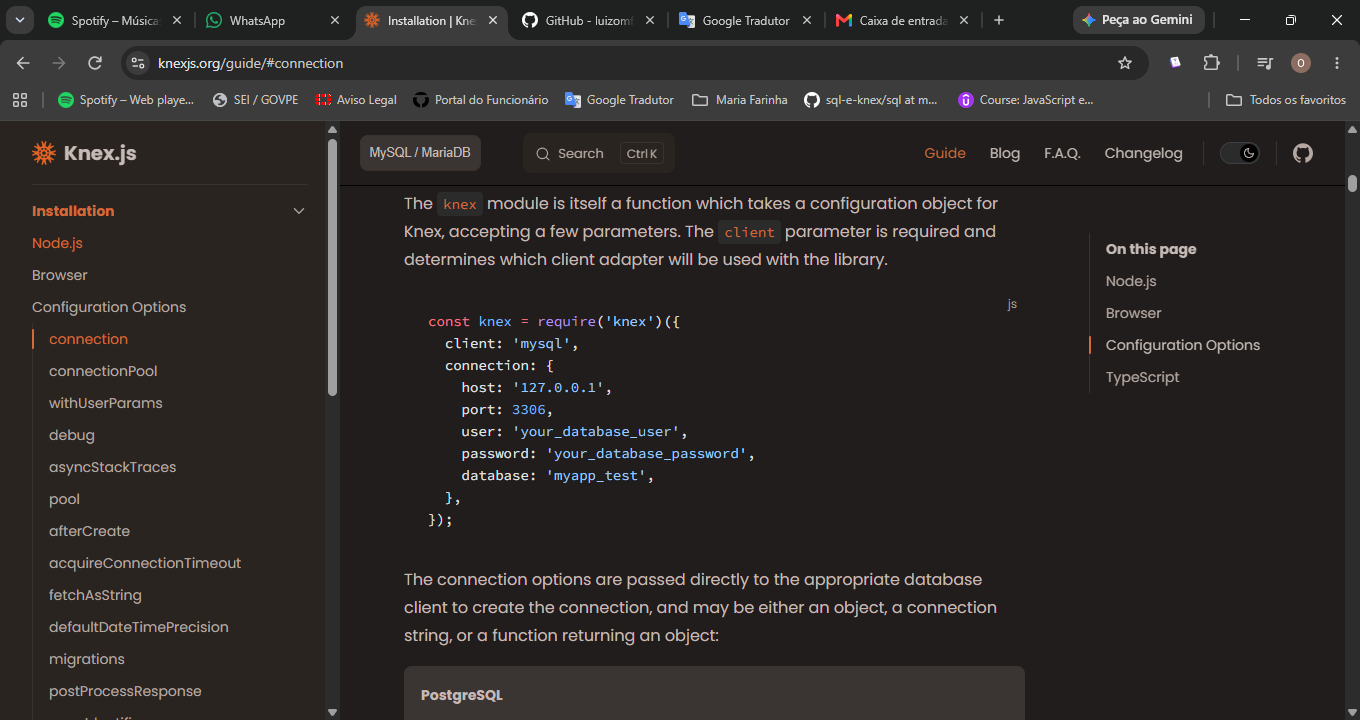 Spotify – Música
WhatsApp
Installation | Kne
GitHub - luizomf
Google Tradutor
Caixa de entrada
Peça ao Gemini
knexjs.org/guide/#connection
O
Spotify – Web playe...
SEI / GOVPE
Aviso Legal
Portal do Funcionário
Google Tradutor
Maria Farinha
sql-e-knex/sql at m...
Course: JavaScript e...
Todos os favoritos
Knex.js
MySQL / MariaDB
Search
Ctrl K
Guide
Blog
F.A.Q.
Changelog
Installation
Node.js
Browser
Configuration Options
connection
connectionPool
withUserParams
debug
asyncStackTraces
pool
afterCreate
acquireConnectionTimeout
fetchAsString
defaultDateTimePrecision
migrations
postProcessResponse
The knex module is itself a function which takes a configuration object for
Knex, accepting a few parameters. The client parameter is required and
determines which client adapter will be used with the library.
js
const knex = require('knex')({
  client: 'mysql',
  connection: {
    host: '127.0.0.1',
    port: 3306,
    user: 'your_database_user',
    password: 'your_database_password',
    database: 'myapp_test',
  },
});
The connection options are passed directly to the appropriate database
client to create the connection, and may be either an object, a connection
string, or a function returning an object:
PostgreSQL
On this page
Node.js
Browser
Configuration Options
TypeScript